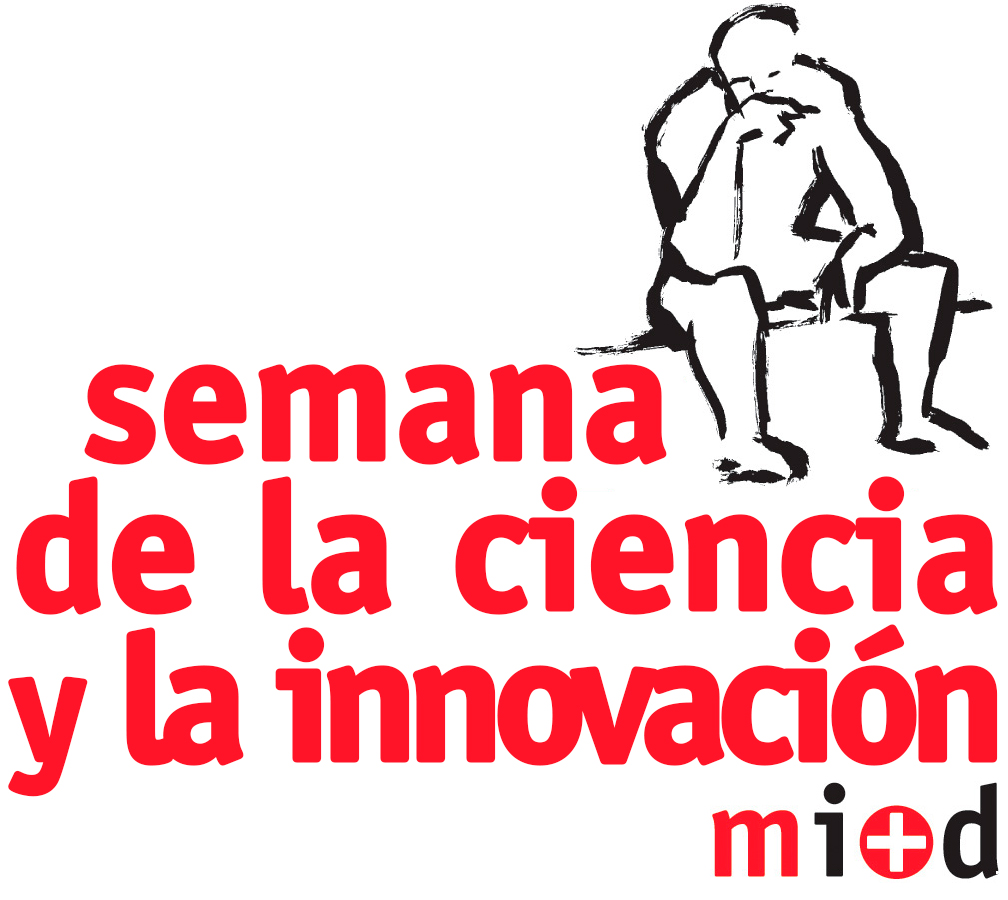 semana
de la ciencia
y la innovación
mi+d